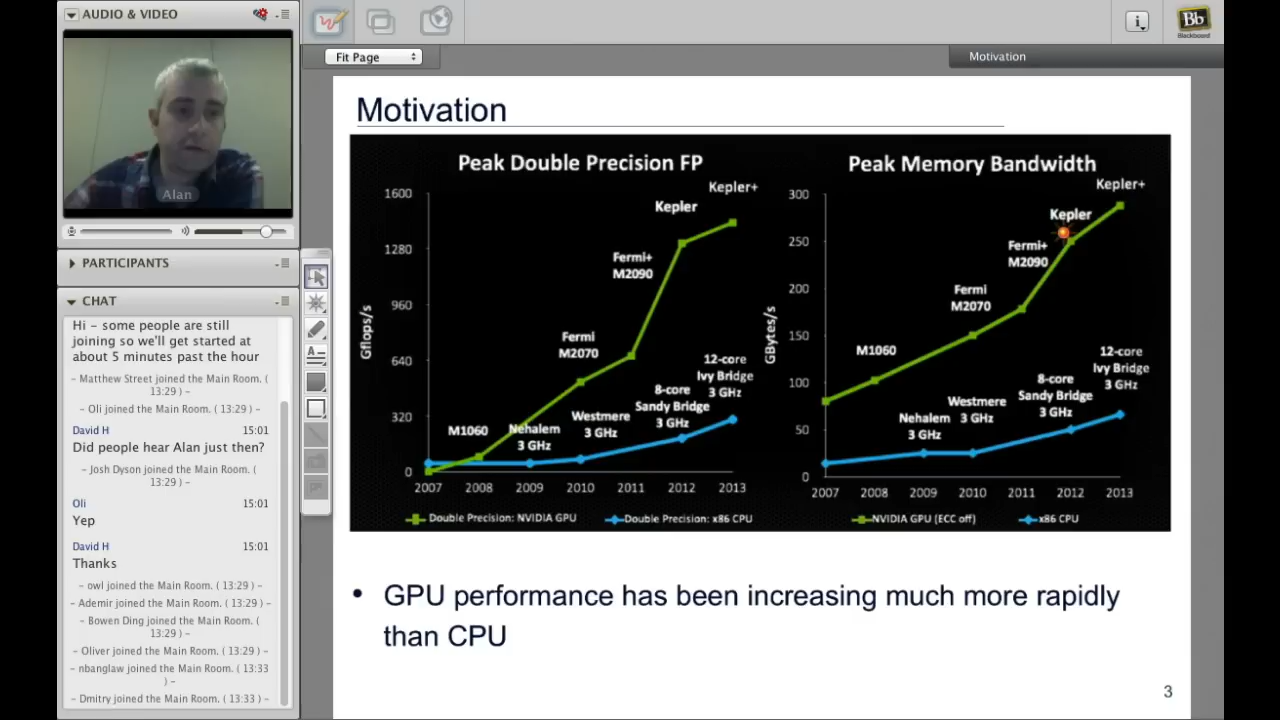 AUDIO & VIDEO
Alan
PARTICIPANTS
CHAT
Hi - some people are still
joining so we'll get started at
about 5 minutes past the hour
- Matthew Street joined the Main Room. (
13:29 ) -
- Oli joined the Main Room. ( 13:29 ) -
David H 15:01
Did people hear Alan just then?
- Josh Dyson joined the Main Room. (
13:29 ) -
Oli 15:01
Yep
David H 15:01
Thanks
- owl joined the Main Room. ( 13:29 ) -
- Ademir joined the Main Room. ( 13:29 ) -
- Bowen Ding joined the Main Room. (
13:29 ) -
- Oliver joined the Main Room. ( 13:29 ) -
- nbanglaw joined the Main Room. ( 13:33
) -
- Dmitry joined the Main Room. ( 13:33 ) -
Fit Page
Motivation
i
Bb
Blackboard
Motivation
Peak Double Precision FP
Gflops/s
1600
1280
960
640
320
0
2007 2008 2009 2010 2011 2012 2013
M1060
Fermi
M2070
Fermi+
M2090
Kepler
Kepler+
Nehalem
3 GHz
Westmere
3 GHz
8-core
Sandy Bridge
3 GHz
12-core
Ivy Bridge
3 GHz
Double Precision: NVIDIA GPU
Double Precision: x86 CPU
Peak Memory Bandwidth
GBytes/s
300
250
200
150
100
50
0
2007 2008 2009 2010 2011 2012 2013
M1060
Fermi
M2070
Fermi+
M2090
Kepler
Kepler+
Nehalem
3 GHz
Westmere
3 GHz
8-core
Sandy Bridge
3 GHz
12-core
Ivy Bridge
3 GHz
NVIDIA GPU (ECC off)
x86 CPU
• GPU performance has been increasing much more rapidly
than CPU
3